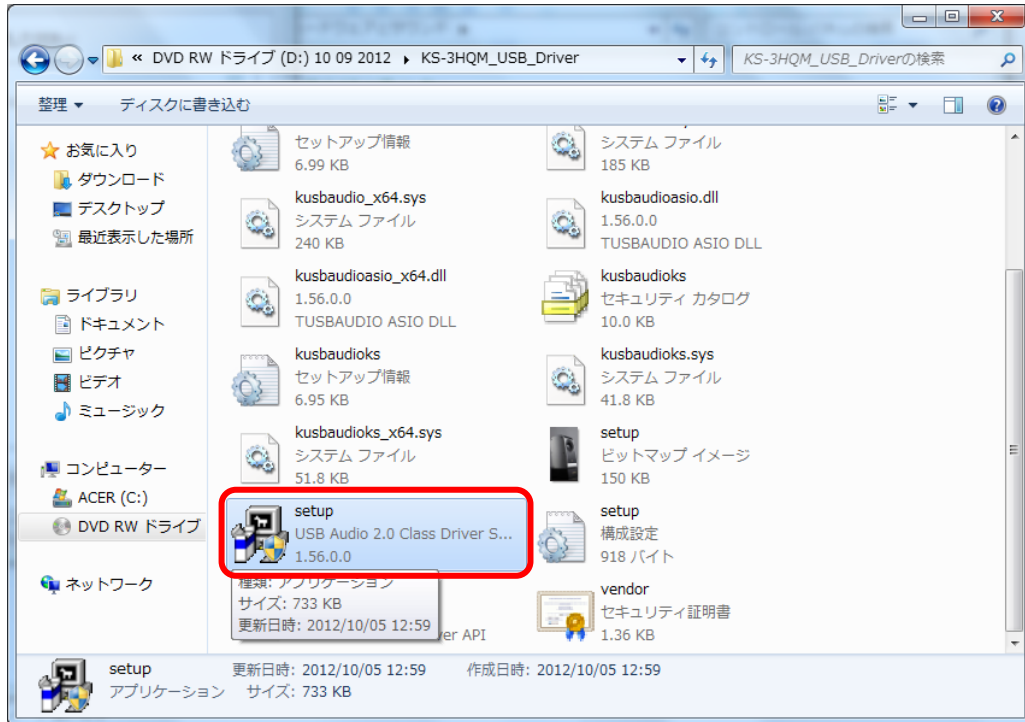 « DVD RW ドライブ (D:) 10 09 2012 ▸ KS-3HQM_USB_Driver
KS-3HQM_USB_Driverの検索
整理 ▼ ディスクに書き込む
お気に入り
ダウンロード
デスクトップ
最近表示した場所
ライブラリ
ドキュメント
ピクチャ
ビデオ
ミュージック
コンピューター
ACER (C:)
DVD RW ドライブ
ネットワーク
セットアップ情報
6.99 KB
システム ファイル
185 KB
kusbaudio_x64.sys
システム ファイル
240 KB
kusbaudioasio.dll
1.56.0.0
TUSBAUDIO ASIO DLL
kusbaudioasio_x64.dll
1.56.0.0
TUSBAUDIO ASIO DLL
kusbaudioks
セキュリティ カタログ
10.0 KB
kusbaudioks
セットアップ情報
6.95 KB
kusbaudioks.sys
システム ファイル
41.8 KB
kusbaudioks_x64.sys
システム ファイル
51.8 KB
setup
ビットマップ イメージ
150 KB
setup
USB Audio 2.0 Class Driver S...
1.56.0.0
setup
構成設定
918 バイト
種類: アプリケーション
サイズ: 733 KB
更新日時: 2012/10/05 12:59
ver API
vendor
セキュリティ証明書
1.36 KB
setup 更新日時: 2012/10/05 12:59 作成日時: 2012/10/05 12:59
アプリケーション サイズ: 733 KB